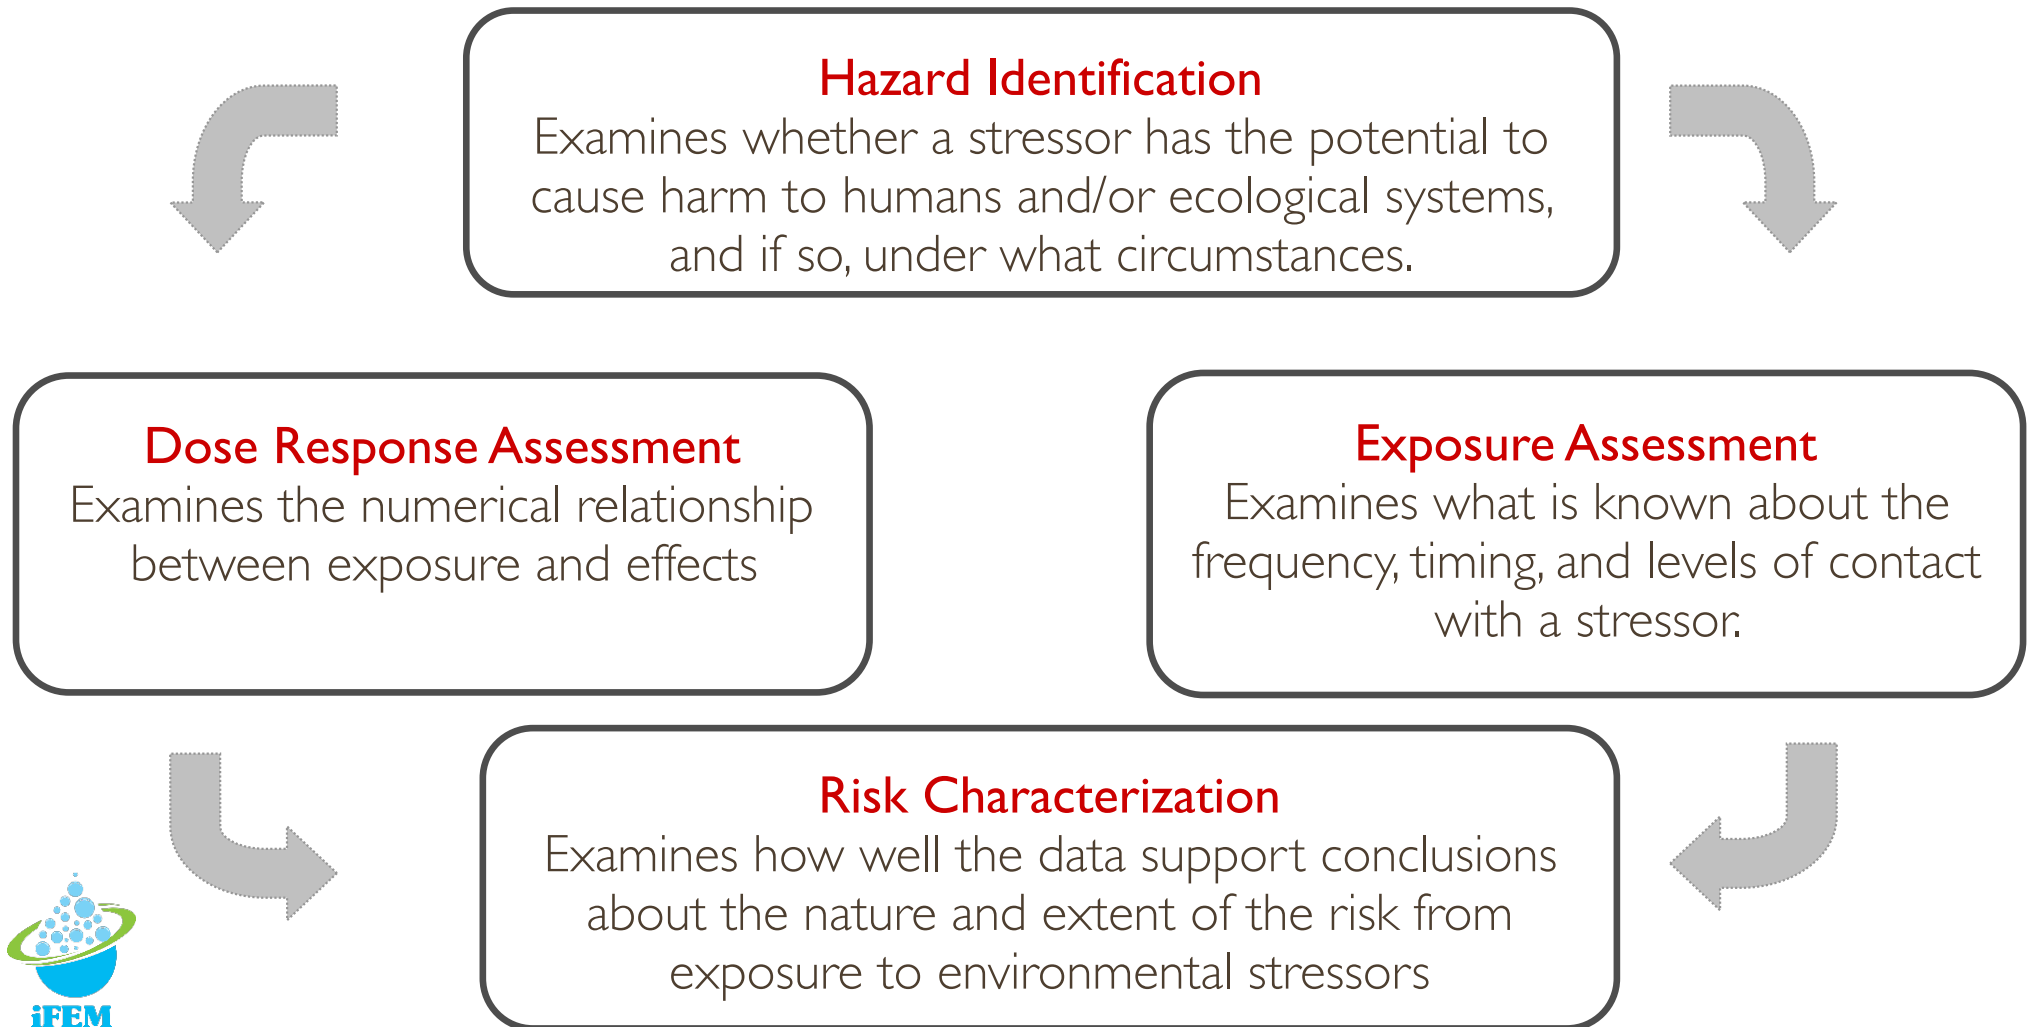 Hazard Identification
Examines whether a stressor has the potential to
cause harm to humans and/or ecological systems,
and if so, under what circumstances.
Dose Response Assessment
Examines the numerical relationship
between exposure and effects
Exposure Assessment
Examines what is known about the
frequency, timing, and levels of contact
with a stressor.
Risk Characterization
Examines how well the data support conclusions
about the nature and extent of the risk from
exposure to environmental stressors
iFEM